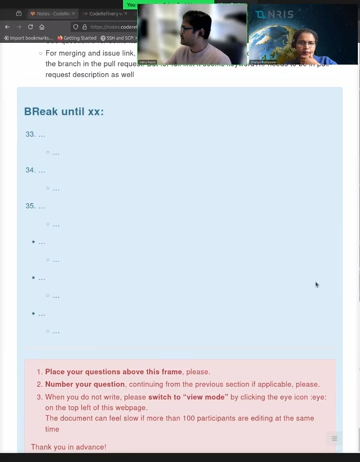 You
Notes - CodeRe
CodeRefinery
Import bookmarks...
Getting Started
SSH and SCP
NRIS
For merging and issue link,
the branch in the pull reques
request description as well
BReak until xx:
33. ...
...
34. ...
...
35. ...
...
...
...
...
...
...
...
1. Place your questions above this frame, please.
2. Number your question, continuing from the previous section if applicable, please.
3. When you do not write, please switch to “view mode” by clicking the eye icon :eye:
on the top left of this webpage.
The document can feel slow if more than 100 participants are editing at the same
time
Thank you in advance!